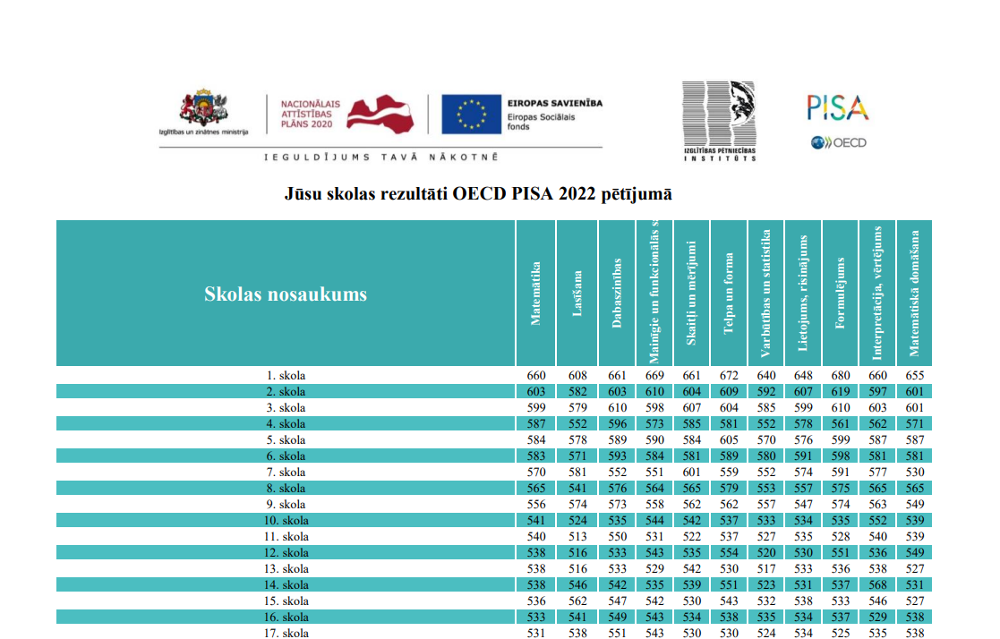 Izglītības un zinātnes ministrija
NACIONĀLAIS
ATTĪSTĪBAS
PLĀNS 2020
EIROPAS SAVIENĪBA
Eiropas Sociālais
fonds
IEGULDĪJUMS TAVĀ NĀKOTNĒ
IZGLĪTĪBAS PĒTNIECĪBAS
INSTITŪTS
PISA
OECD
Jūsu skolas rezultāti OECD PISA 2022 pētījumā
Skolas nosaukums Matemātika Lasīšana Dabaszinības Mainīgie un funkcionālās Skaitļi un mērījumi Telpa un forma Varbūtības un statistika Lietojums, risinājums Formulējums Interpretācija, vērtējums Matemātiskā domāšana
1. skola 660 608 661 669 661 672 640 648 680 660 655
2. skola 603 582 603 610 604 609 592 607 619 597 601
3. skola 599 579 610 598 607 604 585 599 610 603 601
4. skola 587 552 596 573 585 581 552 578 561 562 571
5. skola 584 578 589 590 584 605 570 576 599 587 587
6. skola 583 571 593 584 581 589 580 591 598 581 581
7. skola 570 581 552 551 601 559 552 574 591 577 530
8. skola 565 541 576 564 565 579 553 557 575 565 565
9. skola 556 574 573 558 562 562 557 547 574 563 549
10. skola 541 524 535 544 542 537 533 534 535 552 539
11. skola 540 513 550 531 522 537 527 535 528 540 539
12. skola 538 516 533 543 535 554 520 530 551 536 549
13. skola 538 516 533 529 542 530 517 533 536 538 527
14. skola 538 546 542 535 539 551 523 531 537 568 531
15. skola 536 562 547 542 530 543 532 538 533 546 527
16. skola 533 541 549 543 534 538 535 534 537 529 538
17. skola 531 538 551 543 530 530 524 534 525 535 538